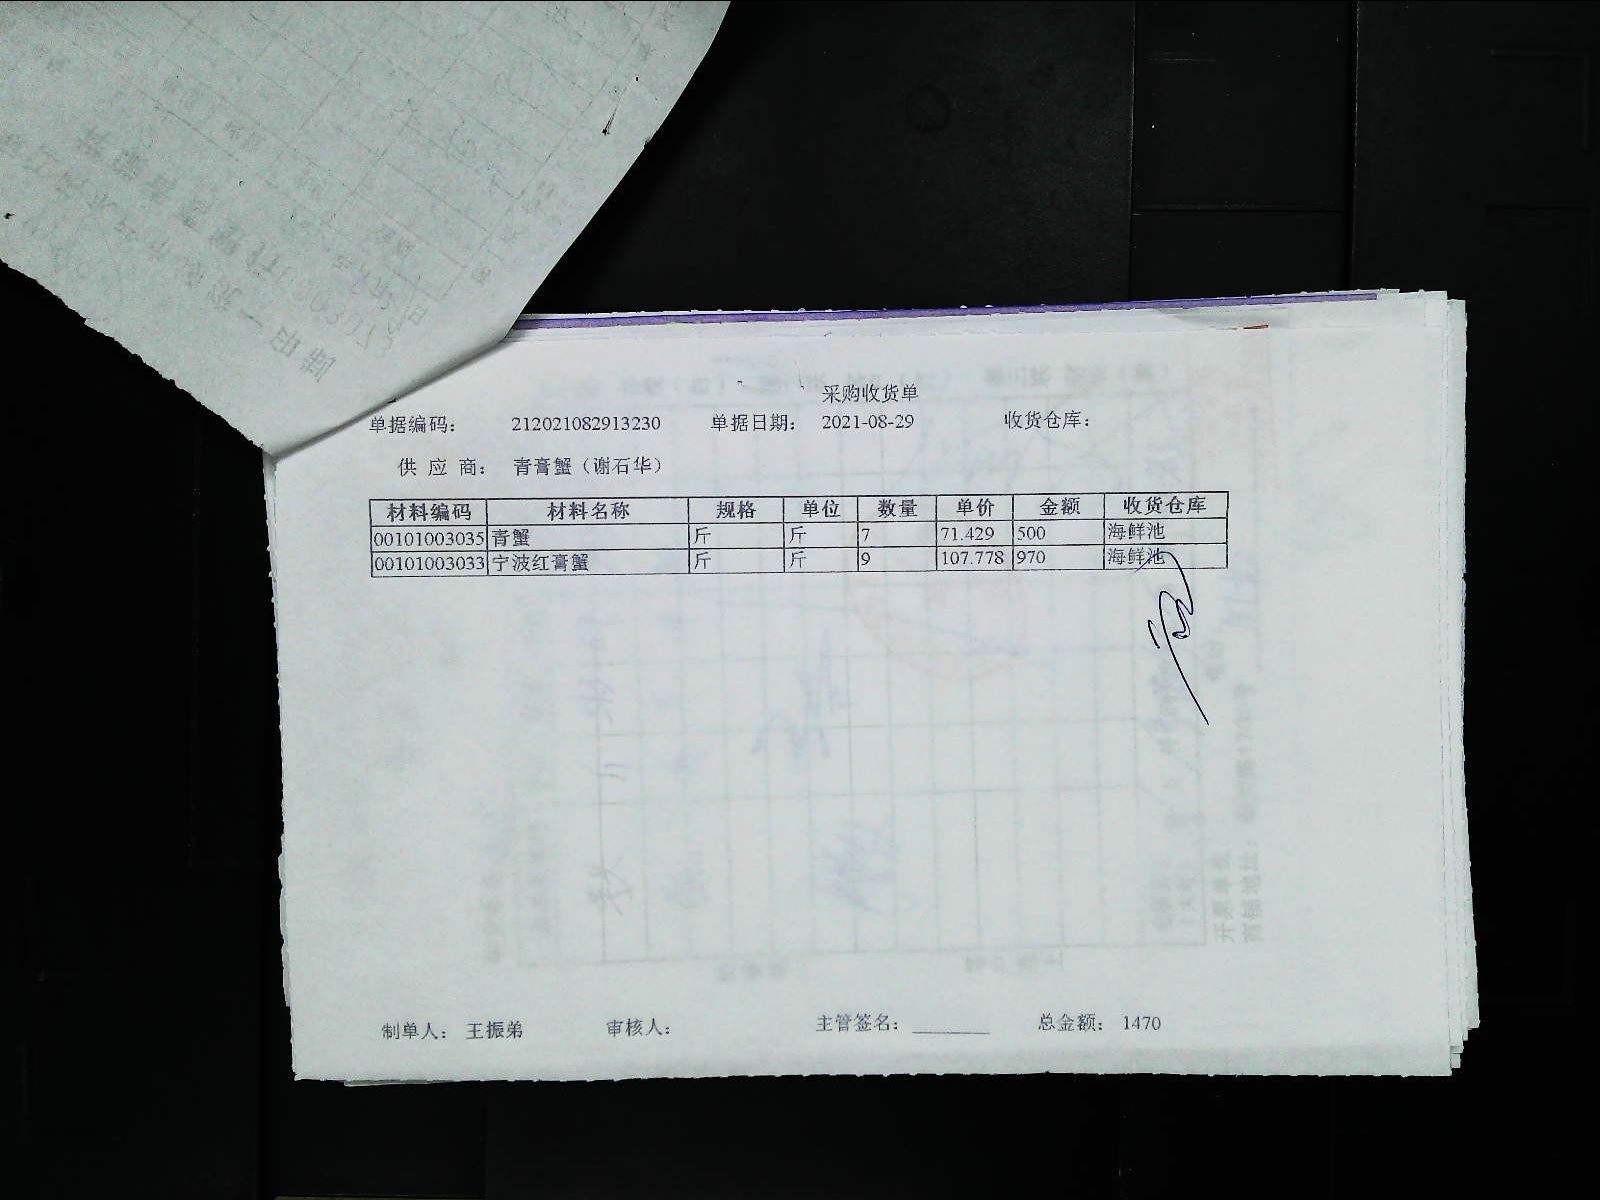 采购收货单
单据编码： 212021082913230 单据日期： 2021-08-29 收货仓库：
供 应 商： 青膏蟹（谢石华）
材料编码 材料名称 规格 单位 数量 单价 金额 收货仓库
00101003035 青蟹 斤 斤 7 71.429 500 海鲜池
00101003033 宁波红膏蟹 斤 斤 9 107.778 970 海鲜池
制单人： 王振弟 审核人： 主管签名： 总金额： 1470